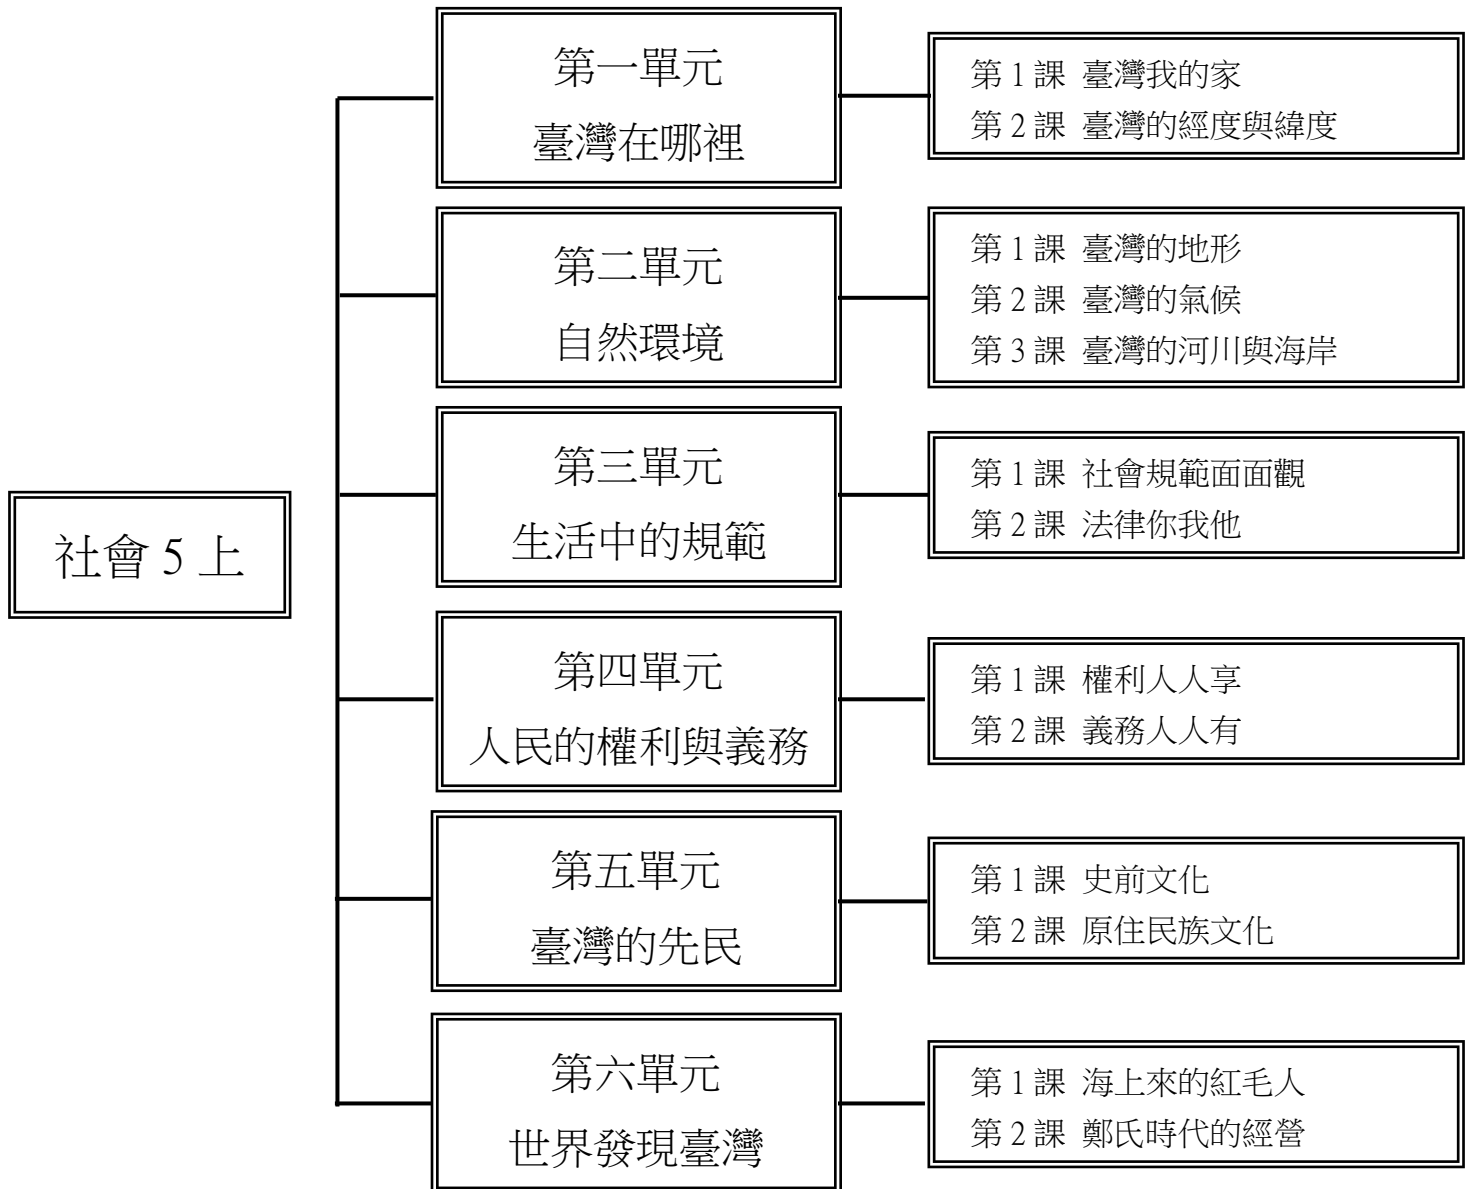 社會 5 上
第一單元
臺灣在哪裡
第 1 課 臺灣我的家
第 2 課 臺灣的經度與緯度
第二單元
自然環境
第 1 課 臺灣的地形
第 2 課 臺灣的氣候
第 3 課 臺灣的河川與海岸
第三單元
生活中的規範
第 1 課 社會規範面面觀
第 2 課 法律你我他
第四單元
人民的權利與義務
第 1 課 權利人人享
第 2 課 義務人人有
第五單元
臺灣的先民
第 1 課 史前文化
第 2 課 原住民族文化
第六單元
世界發現臺灣
第 1 課 海上來的紅毛人
第 2 課 鄭氏時代的經營